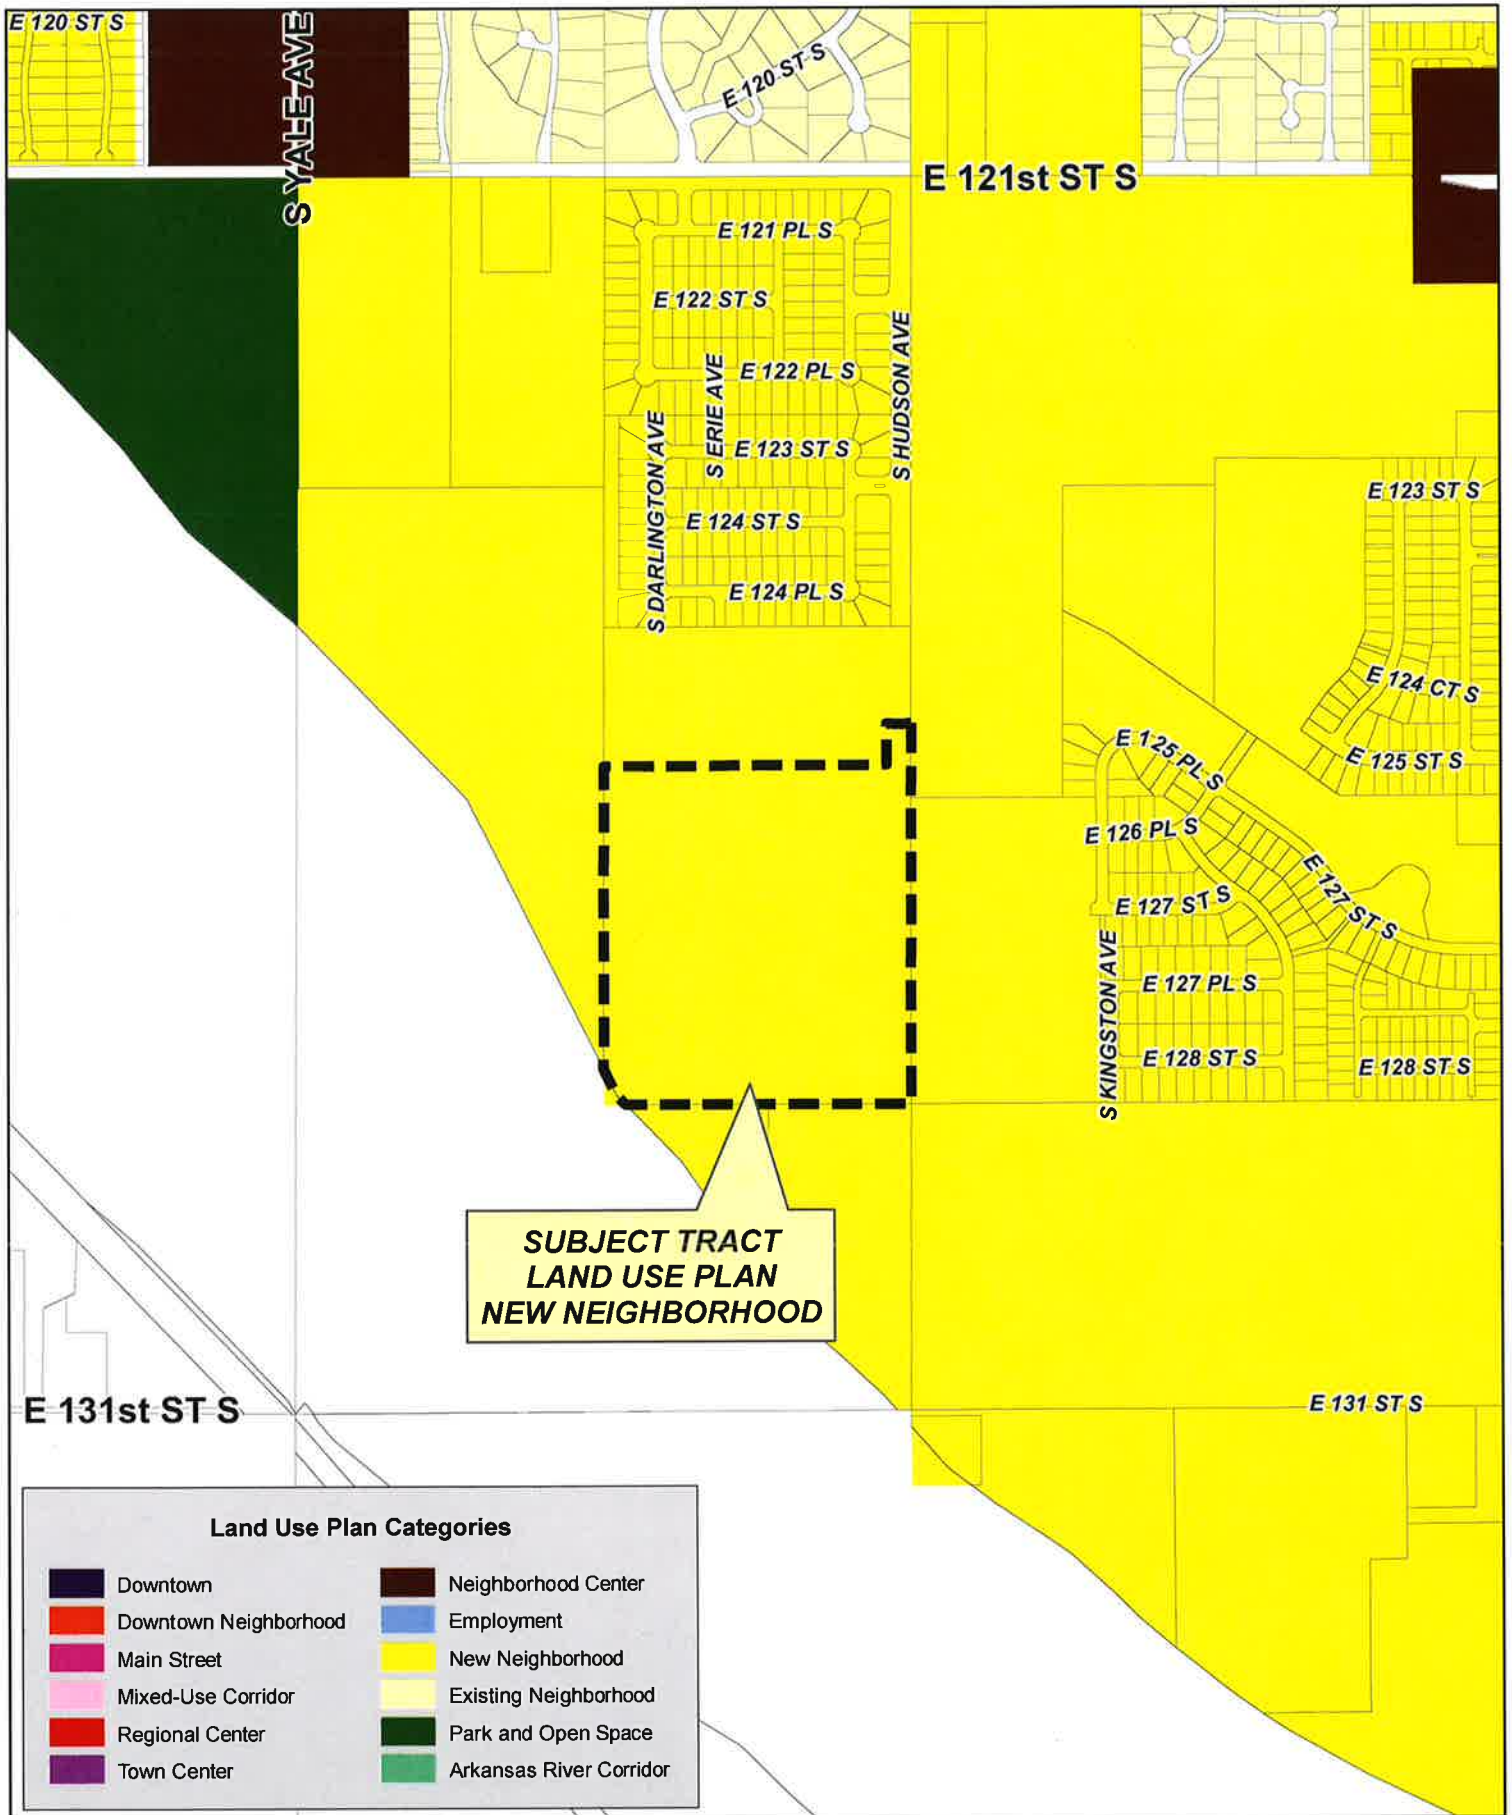 E 120 ST S
S YALE AVE
E 120 ST S
E 121st ST S
E 121 PL S
E 122 ST S
E 122 PL S
S ERIE AVE
S HUDSON AVE
E 123 ST S
S DARLINGTON AVE
E 124 ST S
E 124 PL S
E 123 ST S
E 124 CT S
E 125 ST S
E 125 PL S
E 126 PL S
E 127 ST S
E 127 ST S
S KINGSTON AVE
E 127 PL S
E 128 ST S
E 128 ST S
SUBJECT TRACT
LAND USE PLAN
NEW NEIGHBORHOOD
E 131st ST S
E 131 ST S
Land Use Plan Categories
Downtown
Downtown Neighborhood
Main Street
Mixed-Use Corridor
Regional Center
Town Center
Neighborhood Center
Employment
New Neighborhood
Existing Neighborhood
Park and Open Space
Arkansas River Corridor